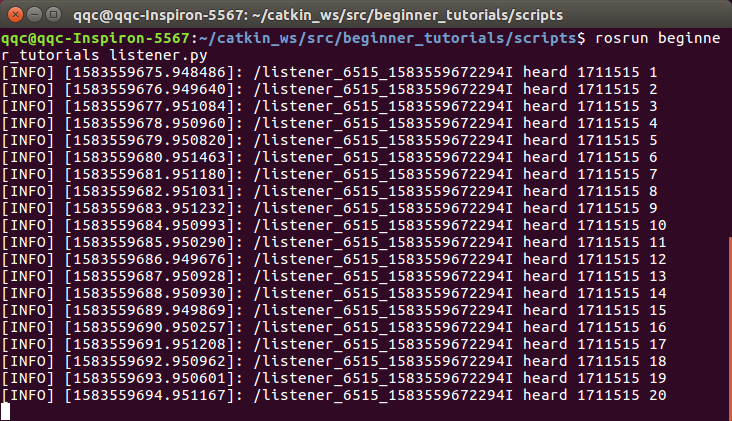 qqc@qqc-Inspiron-5567: ~/catkin_ws/src/beginner_tutorials/scripts
qqc@qqc-Inspiron-5567:~/catkin_ws/src/beginner_tutorials/scripts$ rosrun beginne
r_tutorials listener.py
[INFO] [1583559675.948486]: /listener_6515_1583559672294I heard 1711515 1
[INFO] [1583559676.949640]: /listener_6515_1583559672294I heard 1711515 2
[INFO] [1583559677.951084]: /listener_6515_1583559672294I heard 1711515 3
[INFO] [1583559678.950960]: /listener_6515_1583559672294I heard 1711515 4
[INFO] [1583559679.950820]: /listener_6515_1583559672294I heard 1711515 5
[INFO] [1583559680.951463]: /listener_6515_1583559672294I heard 1711515 6
[INFO] [1583559681.951180]: /listener_6515_1583559672294I heard 1711515 7
[INFO] [1583559682.951031]: /listener_6515_1583559672294I heard 1711515 8
[INFO] [1583559683.951232]: /listener_6515_1583559672294I heard 1711515 9
[INFO] [1583559684.950993]: /listener_6515_1583559672294I heard 1711515 10
[INFO] [1583559685.950290]: /listener_6515_1583559672294I heard 1711515 11
[INFO] [1583559686.949676]: /listener_6515_1583559672294I heard 1711515 12
[INFO] [1583559687.950928]: /listener_6515_1583559672294I heard 1711515 13
[INFO] [1583559688.950930]: /listener_6515_1583559672294I heard 1711515 14
[INFO] [1583559689.949869]: /listener_6515_1583559672294I heard 1711515 15
[INFO] [1583559690.950257]: /listener_6515_1583559672294I heard 1711515 16
[INFO] [1583559691.951208]: /listener_6515_1583559672294I heard 1711515 17
[INFO] [1583559692.950962]: /listener_6515_1583559672294I heard 1711515 18
[INFO] [1583559693.950601]: /listener_6515_1583559672294I heard 1711515 19
[INFO] [1583559694.951167]: /listener_6515_1583559672294I heard 1711515 20